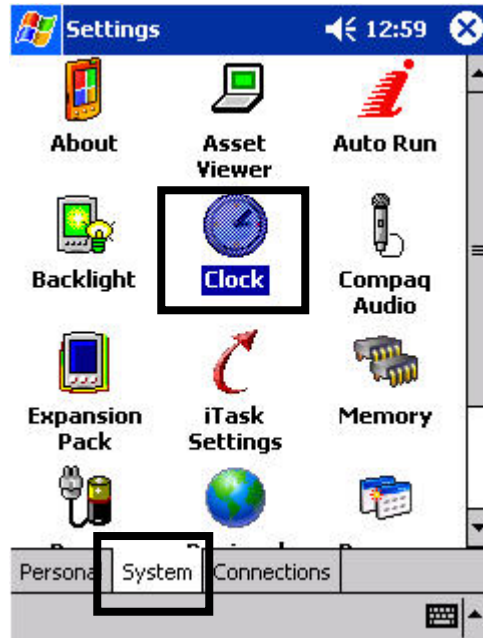 Settings 12:59
About Asset Viewer Auto Run
Backlight Clock Compaq Audio
Expansion Pack iTask Settings Memory
Personal System Connections